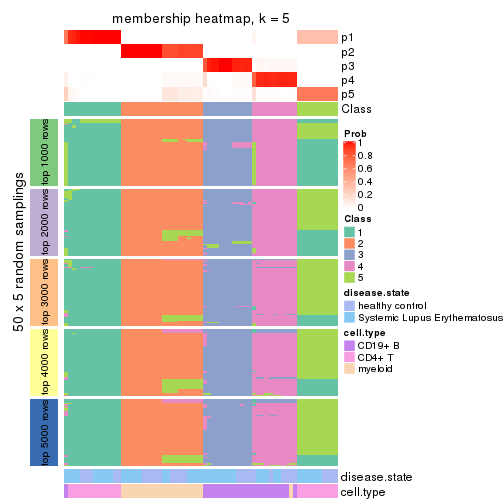 membership heatmap, k = 5
p1
p2
p3
p4
p5
Class
50 x 5 random samplings
top 1000 rows
top 2000 rows
top 3000 rows
top 4000 rows
top 5000 rows
Prob
1
0.8
0.6
0.4
0.2
0
Class
1
2
3
4
5
disease.state
healthy control
Systemic Lupus Erythematosus
cell.type
CD19+ B
CD4+ T
myeloid
disease.state
cell.type